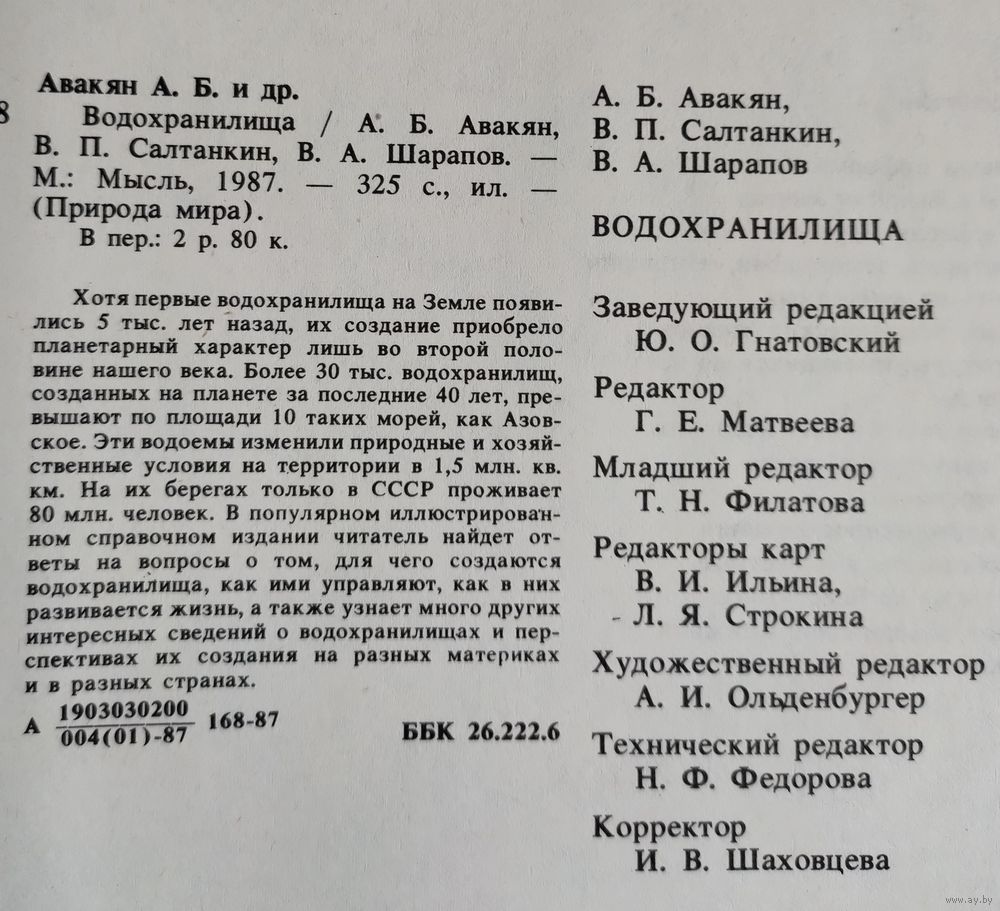 8
Авакян А. Б. и др.
Водохранилища / А. Б. Авакян,
В. П. Салтанкин, В. А. Шарапов. —
М.: Мысль, 1987. — 325 с., ил. —
(Природа мира).
В пер.: 2 р. 80 к.
Хотя первые водохранилища на Земле появи-
лись 5 тыс. лет назад, их создание приобрело
планетарный характер лишь во второй поло-
вине нашего века. Более 30 тыс. водохранилищ,
созданных на планете за последние 40 лет, пре-
вышают по площади 10 таких морей, как Азов-
ское. Эти водоемы изменили природные и хозяй-
ственные условия на территории в 1,5 млн. кв.
км. На их берегах только в СССР проживает
80 млн. человек. В популярном иллюстрирован-
ном справочном издании читатель найдет от-
веты на вопросы о том, для чего создаются
водохранилища, как ими управляют, как в них
развивается жизнь, а также узнает много других
интересных сведений о водохранилищах и пер-
спективах их создания на разных материках
и в разных странах.
А 1903030200 168-87
004(01)-87
ББК 26.222.6
А. Б. Авакян,
В. П. Салтанкин,
В. А. Шарапов
ВОДОХРАНИЛИЩА
Заведующий редакцией
Ю. О. Гнатовский
Редактор
Г. Е. Матвеева
Младший редактор
Т. Н. Филатова
Редакторы карт
В. И. Ильина,
Л. Я. Строкина
Художественный редактор
А. И. Ольденбургер
Технический редактор
Н. Ф. Федорова
Корректор
И. В. Шаховцева
www.ay.by